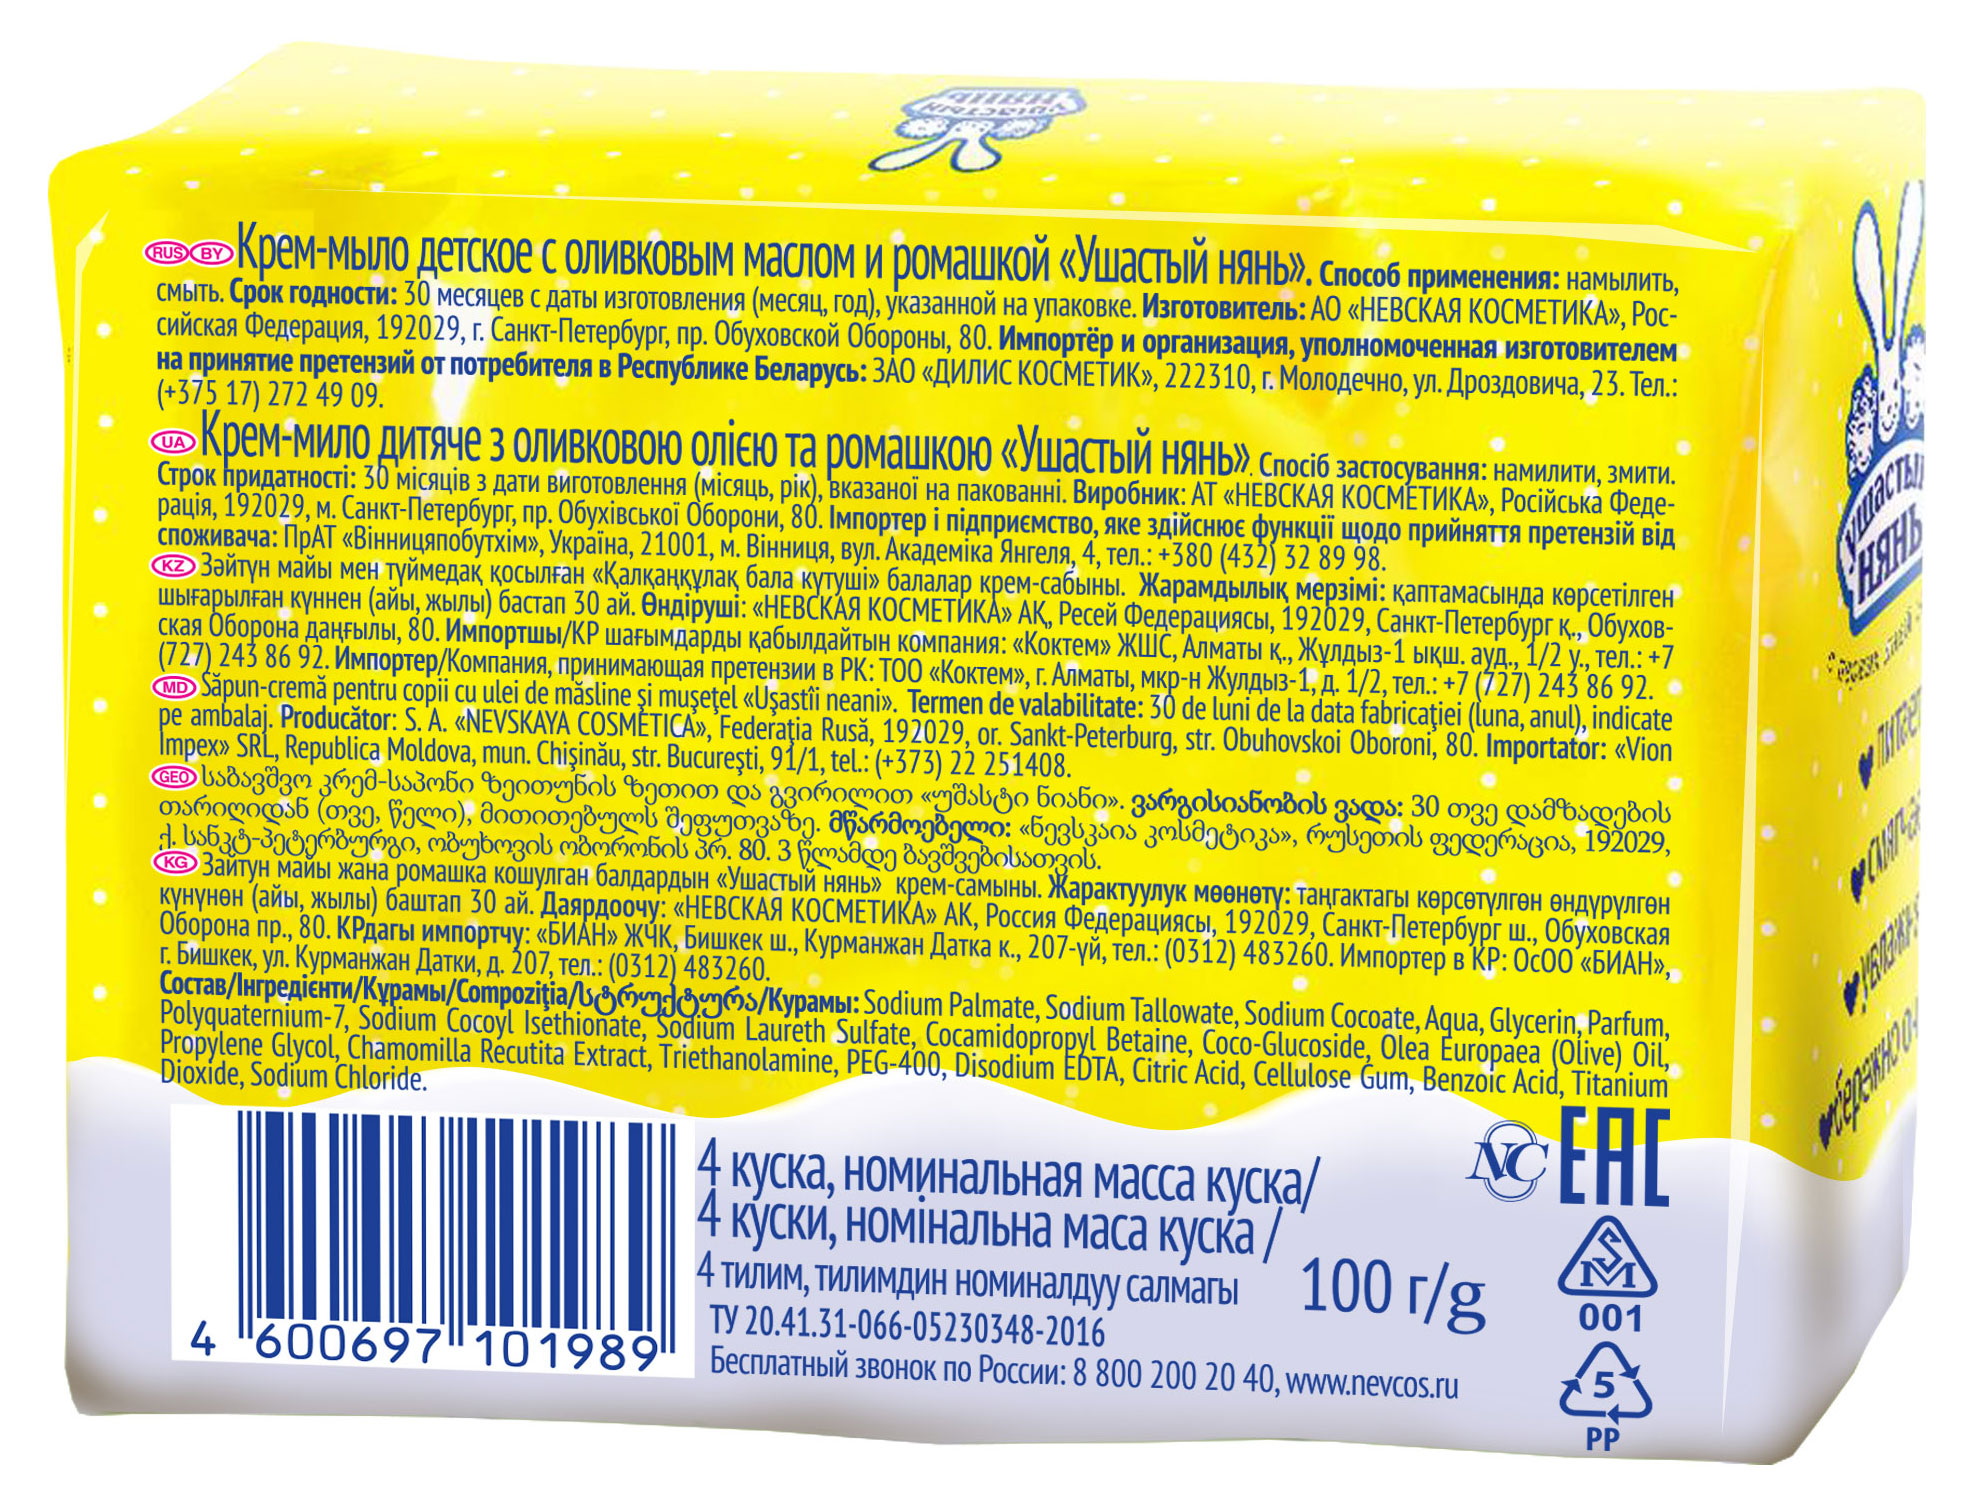 УШАСТЫЙ
НЯНЬ
RUS BY Крем-мыло детское с оливковым маслом и ромашкой «Ушастый нянь». Способ применения: намылить,
смыть. Срок годности: 30 месяцев с даты изготовления (месяц, год), указанной на упаковке. Изготовитель: АО «НЕВСКАЯ КОСМЕТИКА», Рос-
сийская Федерация, 192029, г. Санкт-Петербург, пр. Обуховской Обороны, 80. Импортёр и организация, уполномоченная изготовителем
на принятие претензий от потребителя в Республике Беларусь: ЗАО «ДИЛИС КОСМЕТИК», 222310, г. Молодечно, ул. Дроздовича, 23. Тел.:
(+375 17) 272 49 09.
UA Крем-мило дитяче з оливковою олією та ромашкою «Ушастый нянь». Спосіб застосування: намилити, змити.
Строк придатності: 30 місяців з дати виготовлення (місяць, рік), вказаної на пакованні. Виробник: АТ «НЕВСКАЯ КОСМЕТИКА», Російська Феде-
рація, 192029, м. Санкт-Петербург, пр. Обухівської Оборони, 80. Імпортер і підприємство, яке здійснює функції щодо прийняття претензій від
споживача: ПрАТ «Вінницяпобутхім», Україна, 21001, м. Вінниця, вул. Академіка Янгеля, 4, тел.: +380 (432) 32 89 98.
KZ Зәйтүн майы мен түймедақ қосылған «Қалқанқұлақ бала күтуші» балалар крем-сабыны. Жарамдылық мерзімі: қаптамасында көрсетілген
шығарылған күннен (айы, жылы) бастап 30 ай. Өндіруші: «НЕВСКАЯ КОСМЕТИКА» АҚ, Ресей Федерациясы, 192029, Санкт-Петербург қ., Обухов-
ская Оборона даңғылы, 80. Импортшы/ҚР шағымдарды қабылдайтын компания: «Коктем» ЖШС, Алматы қ., Жұлдыз-1 ықш. ауд., 1/2 у., тел.: +7
(727) 243 86 92. Импортер/Компания, принимающая претензии в РК: ТОО «Коктем», г. Алматы, мкр-н Жулдыз-1, д. 1/2, тел.: +7 (727) 243 86 92.
MD Săpun-cremă pentru copii cu ulei de măsline şi muşeţel «Uşastîi neani». Termen de valabilitate: 30 de luni de la data fabricaţiei (luna, anul), indicate
pe ambalaj. Producător: S. A. «NEVSKAYA COSMETICA», Federaţia Rusă, 192029, or. Sankt-Peterburg, str. Obuhovskoi Oboroni, 80. Importator: «Vion
Impex» SRL, Republica Moldova, mun. Chişinău, str. Bucureşti, 91/1, tel.: (+373) 22 251408.
GEO საბავშვო კრემ-საპონი ზეითუნის ზეთით და გვირილით «უშასტი ნიანი». ვარგისიანობის ვადა: 30 თვე დამზადების
თარიღიდან (თვე, წელი), მითითებულს შეფუთვაზე. მწარმოებელი: «ნევსკაია კოსმეტიკა», რუსეთის ფედერაცია, 192029,
ქ. სანკტ-პეტერბურგი, ობუხოვის ობორონის პრ. 80. 3 წლამდე ბავშვებისათვის.
KG Зайтун майы жана ромашка кошулган балдардын «Ушастый нянь» крем-самыны. Жарактуулук мөөнөтү: таңгактагы көрсөтүлгөн өндүрүлгөн
күнүнөн (айы, жылы) баштап 30 ай. Даярдоочу: «НЕВСКАЯ КОСМЕТИКА» АК, Россия Федерациясы, 192029, Санкт-Петербург ш., Обуховская
Оборона пр., 80. КРдагы импортчу: «БИАН» ЖЧК, Бишкек ш., Курманжан Датка к., 207-үй, тел.: (0312) 483260. Импортер в КР: ОсОО «БИАН»,
г. Бишкек, ул. Курманжан Датки, д. 207, тел.: (0312) 483260.
Состав/Інгредієнти/Құрамы/Compoziţia/სტრუქტურა/Курамы: Sodium Palmate, Sodium Tallowate, Sodium Cocoate, Aqua, Glycerin, Parfum,
Polyquaternium-7, Sodium Cocoyl Isethionate, Sodium Laureth Sulfate, Cocamidopropyl Betaine, Coco-Glucoside, Olea Europaea (Olive) Oil,
Propylene Glycol, Chamomilla Recutita Extract, Triethanolamine, PEG-400, Disodium EDTA, Citric Acid, Cellulose Gum, Benzoic Acid, Titanium
Dioxide, Sodium Chloride.
4 600697 101989
4 куска, номинальная масса куска/
4 куски, номінальна маса куска /
4 тилим, тилимдин номиналдуу салмагы 100 г/g
ТУ 20.41.31-066-05230348-2016
Бесплатный звонок по России: 8 800 200 20 40, www.nevcos.ru
NC EAC
SM
001
5
PP
УШАСТЫЙ
НЯНЬ